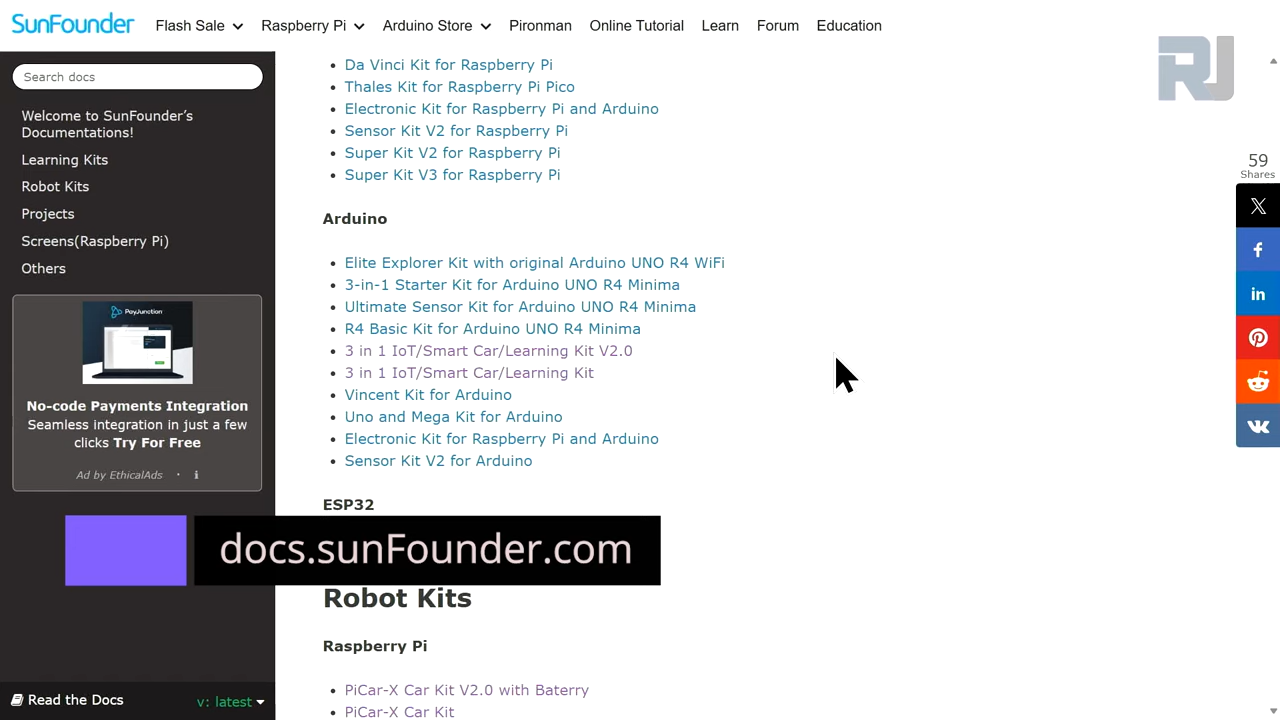 SunFounder
Flash Sale
Raspberry Pi
Arduino Store
Pironman
Online Tutorial
Learn
Forum
Education
RJ
Search docs
Welcome to SunFounder’s
Documentations!
Learning Kits
Robot Kits
Projects
Screens(Raspberry Pi)
Others
PayJunction
No-code Payments Integration
Seamless integration in just a few
clicks Try For Free
Ad by EthicalAds · i
Read the Docs
v: latest
Da Vinci Kit for Raspberry Pi
Thales Kit for Raspberry Pi Pico
Electronic Kit for Raspberry Pi and Arduino
Sensor Kit V2 for Raspberry Pi
Super Kit V2 for Raspberry Pi
Super Kit V3 for Raspberry Pi
Arduino
Elite Explorer Kit with original Arduino UNO R4 WiFi
3-in-1 Starter Kit for Arduino UNO R4 Minima
Ultimate Sensor Kit for Arduino UNO R4 Minima
R4 Basic Kit for Arduino UNO R4 Minima
3 in 1 IoT/Smart Car/Learning Kit V2.0
3 in 1 IoT/Smart Car/Learning Kit
Vincent Kit for Arduino
Uno and Mega Kit for Arduino
Electronic Kit for Raspberry Pi and Arduino
Sensor Kit V2 for Arduino
ESP32
docs.sunFounder.com
Robot Kits
Raspberry Pi
PiCar-X Car Kit V2.0 with Baterry
PiCar-X Car Kit
59
Shares